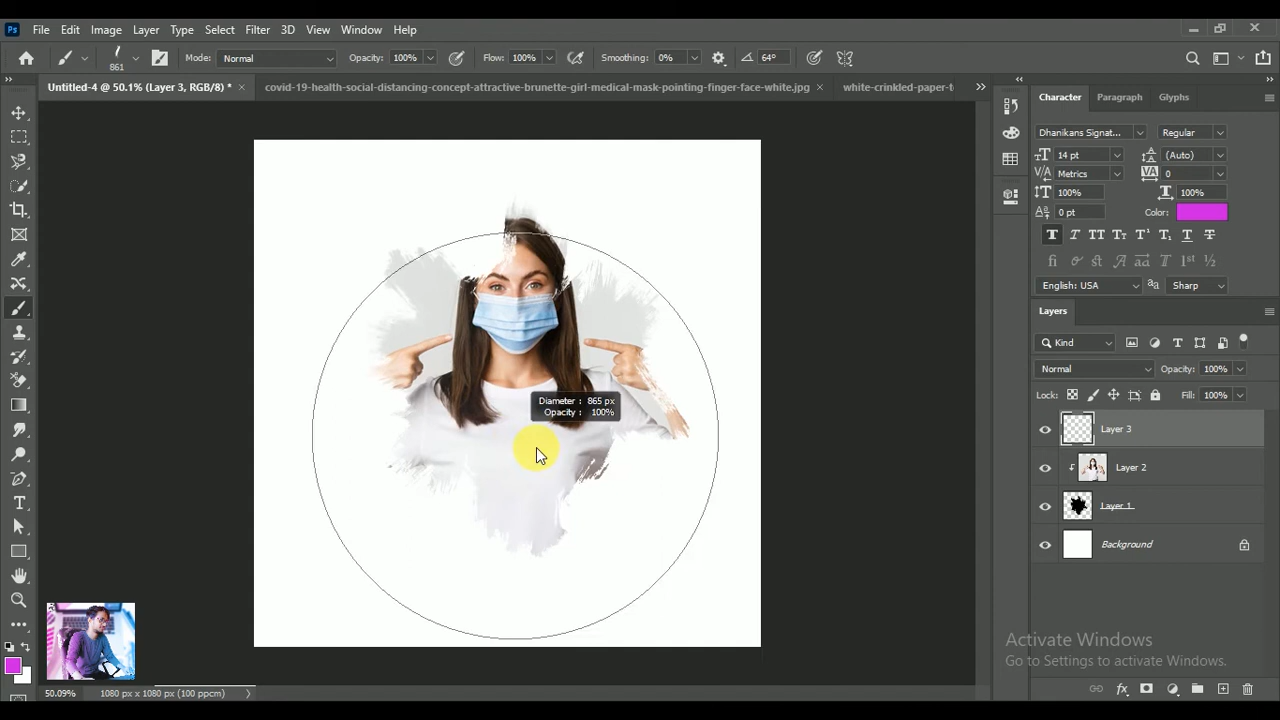 Ps File Edit Image Layer Type Select Filter 3D View Window Help
861 Mode: Normal Opacity: 100% Flow: 100% Smoothing: 0% 64°
Untitled-4 @ 50.1% (Layer 3, RGB/8) * covid-19-health-social-distancing-concept-attractive-brunette-girl-medical-mask-pointing-finger-face-white.jpg white-crinkled-paper-t
Character Paragraph Glyphs
Dhanikans Signat... Regular
14 pt (Auto)
Metrics 0
100% 100%
0 pt Color:
English: USA Sharp
Layers
Kind
Normal Opacity: 100%
Lock: Fill: 100%
Diameter : 865 px
Opacity : 100%
Layer 3
Layer 2
Layer 1
Background
Activate Windows
Go to Settings to activate Windows.
50.09% 1080 px x 1080 px (100 ppcm)